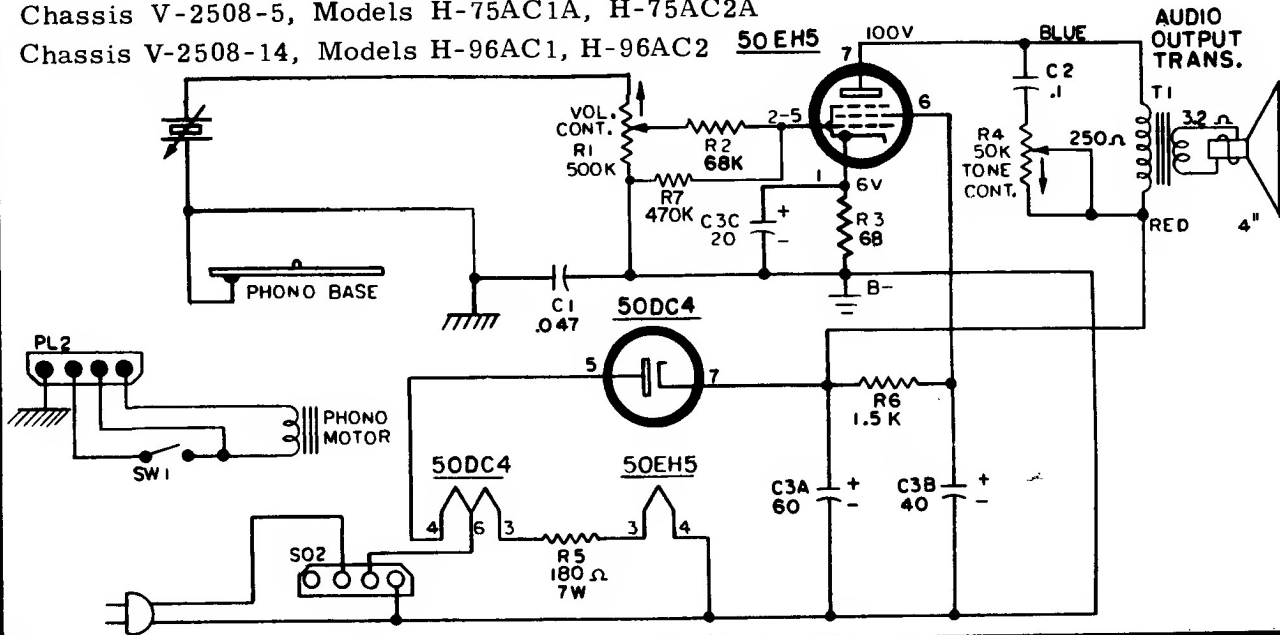 Chassis V-2508-5, Models H-75AC1A, H-75AC2A
Chassis V-2508-14, Models H-96AC1, H-96AC2
50EH5
7
100V
BLUE
AUDIO
OUTPUT
TRANS.
C2
.1
T1
VOL.
CONT.
R1
500K
2-5
6
R2
68K
R4
50K
TONE
CONT.
250Ω
3.2 Ω
1
6V
R7
470K
C3C
20
+
-
R3
68
RED
4"
PHONO BASE
C1
.047
B-
50DC4
PL2
5
7
R6
1.5 K
PHONO
MOTOR
SW1
50DC4
50EH5
C3A
60
+
-
C3B
40
+
-
4
6
3
3
4
R5
180 Ω
7W
SO2